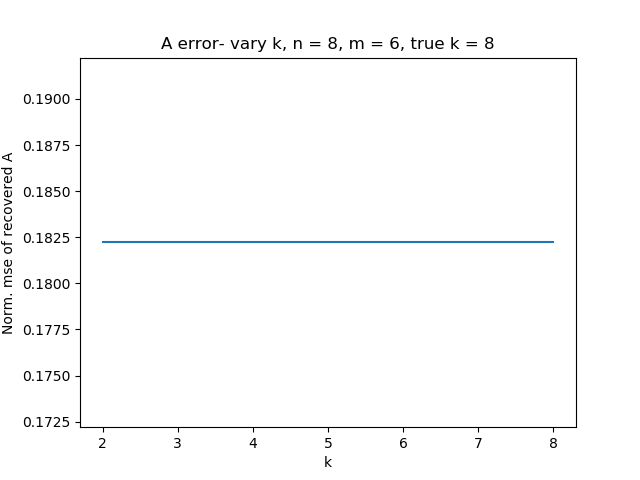 A error- vary k, n = 8, m = 6, true k = 8
Norm. mse of recovered A
0.1900
0.1875
0.1850
0.1825
0.1800
0.1775
0.1750
0.1725
2 3 4 5 6 7 8
k